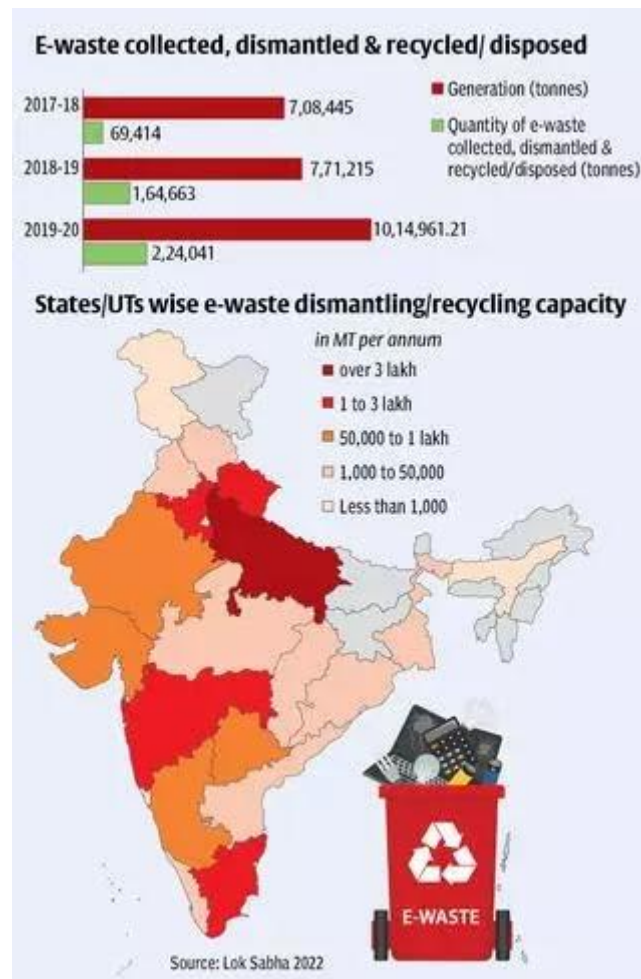 E-waste collected, dismantled & recycled/ disposed
2017-18
7,08,445
69,414
2018-19
7,71,215
1,64,663
2019-20
10,14,961.21
2,24,041
Generation (tonnes)
Quantity of e-waste
collected, dismantled &
recycled/disposed (tonnes)
States/UTs wise e-waste dismantling/recycling capacity
in MT per annum
over 3 lakh
1 to 3 lakh
50,000 to 1 lakh
1,000 to 50,000
Less than 1,000
E-WASTE
Source: Lok Sabha 2022